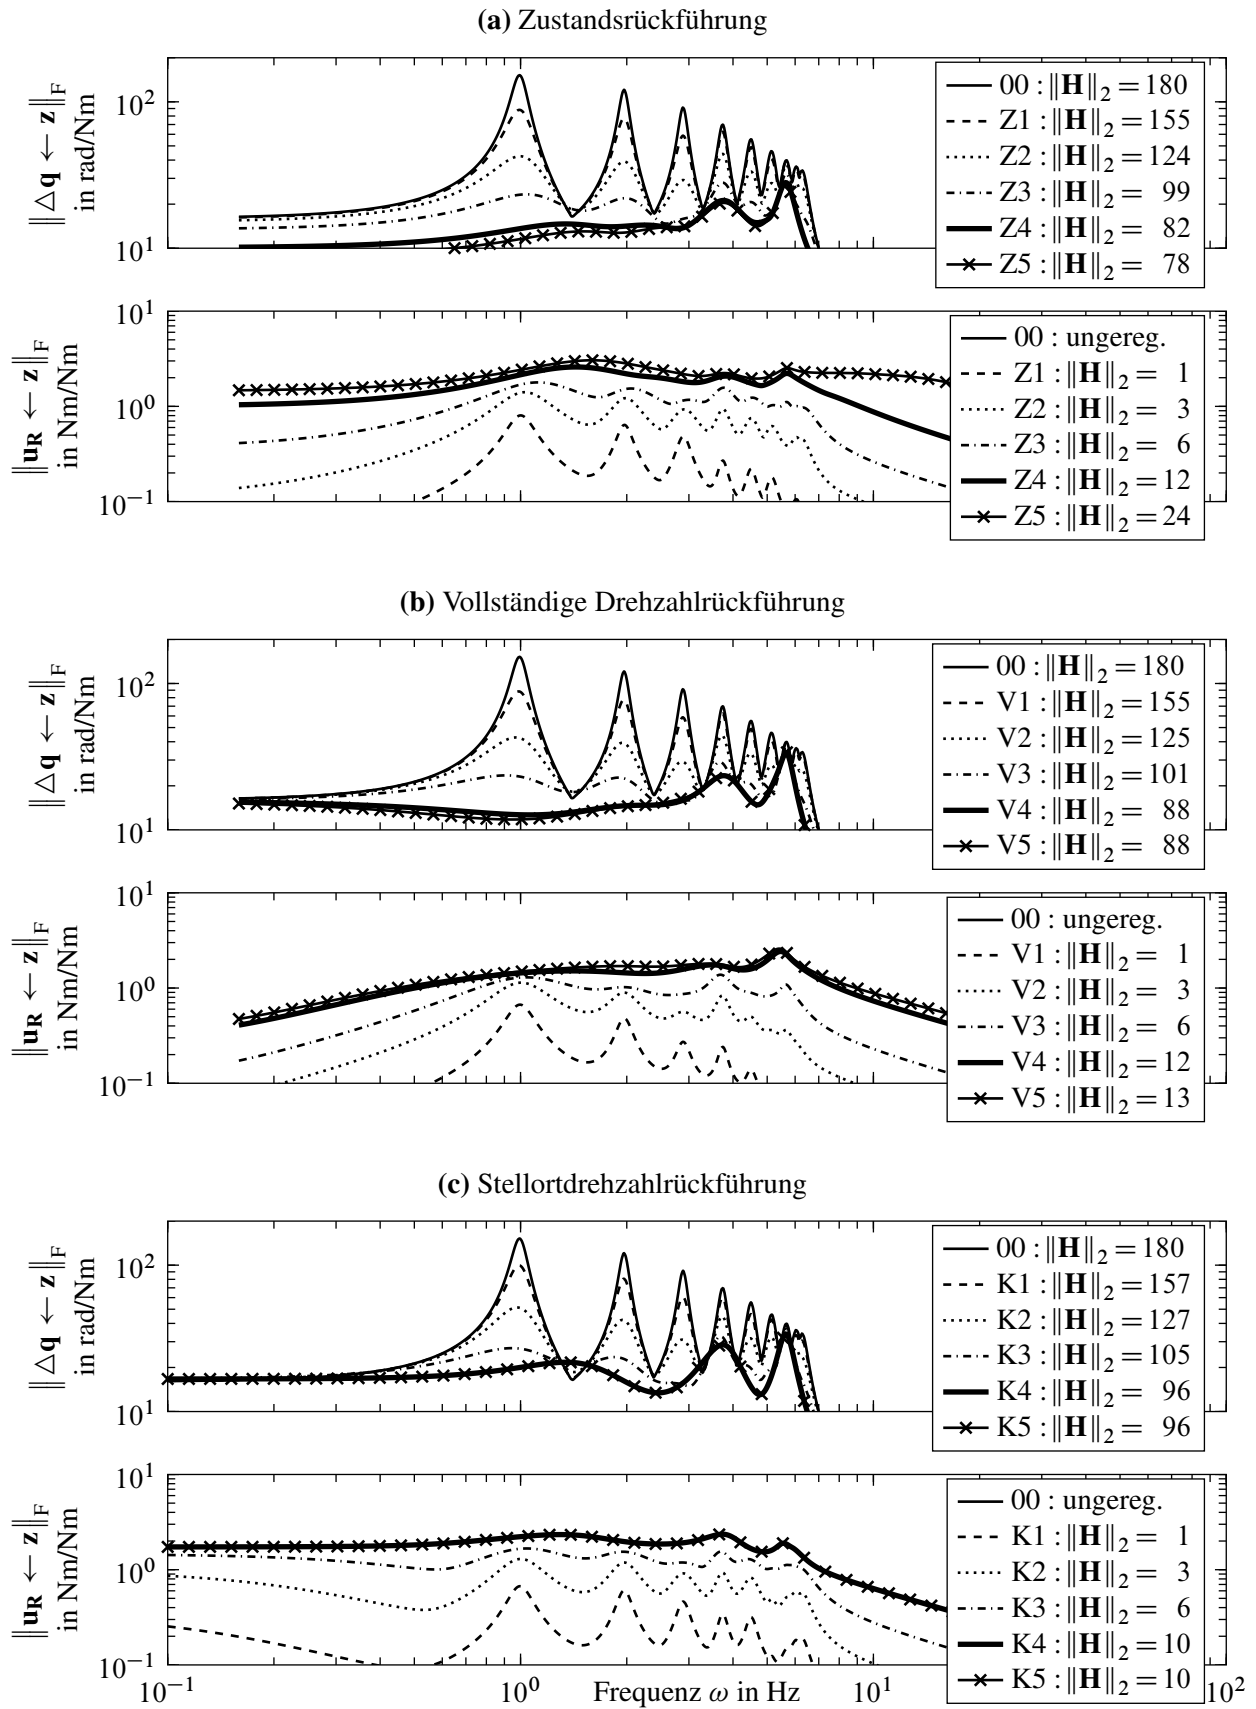 (a) Zustandsrückführung
‖△q ← z‖F
in rad/Nm
10²
10¹
00 : ‖H‖2 = 180
Z1 : ‖H‖2 = 155
Z2 : ‖H‖2 = 124
Z3 : ‖H‖2 = 99
Z4 : ‖H‖2 = 82
Z5 : ‖H‖2 = 78
‖uR ← z‖F
in Nm/Nm
10¹
10⁰
10⁻¹
00 : ungereg.
Z1 : ‖H‖2 = 1
Z2 : ‖H‖2 = 3
Z3 : ‖H‖2 = 6
Z4 : ‖H‖2 = 12
Z5 : ‖H‖2 = 24
(b) Vollständige Drehzahlrückführung
‖△q ← z‖F
in rad/Nm
10²
10¹
00 : ‖H‖2 = 180
V1 : ‖H‖2 = 155
V2 : ‖H‖2 = 125
V3 : ‖H‖2 = 101
V4 : ‖H‖2 = 88
V5 : ‖H‖2 = 88
‖uR ← z‖F
in Nm/Nm
10¹
10⁰
10⁻¹
00 : ungereg.
V1 : ‖H‖2 = 1
V2 : ‖H‖2 = 3
V3 : ‖H‖2 = 6
V4 : ‖H‖2 = 12
V5 : ‖H‖2 = 13
(c) Stellortdrehzahlrückführung
‖△q ← z‖F
in rad/Nm
10²
10¹
00 : ‖H‖2 = 180
K1 : ‖H‖2 = 157
K2 : ‖H‖2 = 127
K3 : ‖H‖2 = 105
K4 : ‖H‖2 = 96
K5 : ‖H‖2 = 96
‖uR ← z‖F
in Nm/Nm
10¹
10⁰
10⁻¹
00 : ungereg.
K1 : ‖H‖2 = 1
K2 : ‖H‖2 = 3
K3 : ‖H‖2 = 6
K4 : ‖H‖2 = 10
K5 : ‖H‖2 = 10
10⁻¹ 10⁰ Frequenz ω in Hz 10¹ 10²